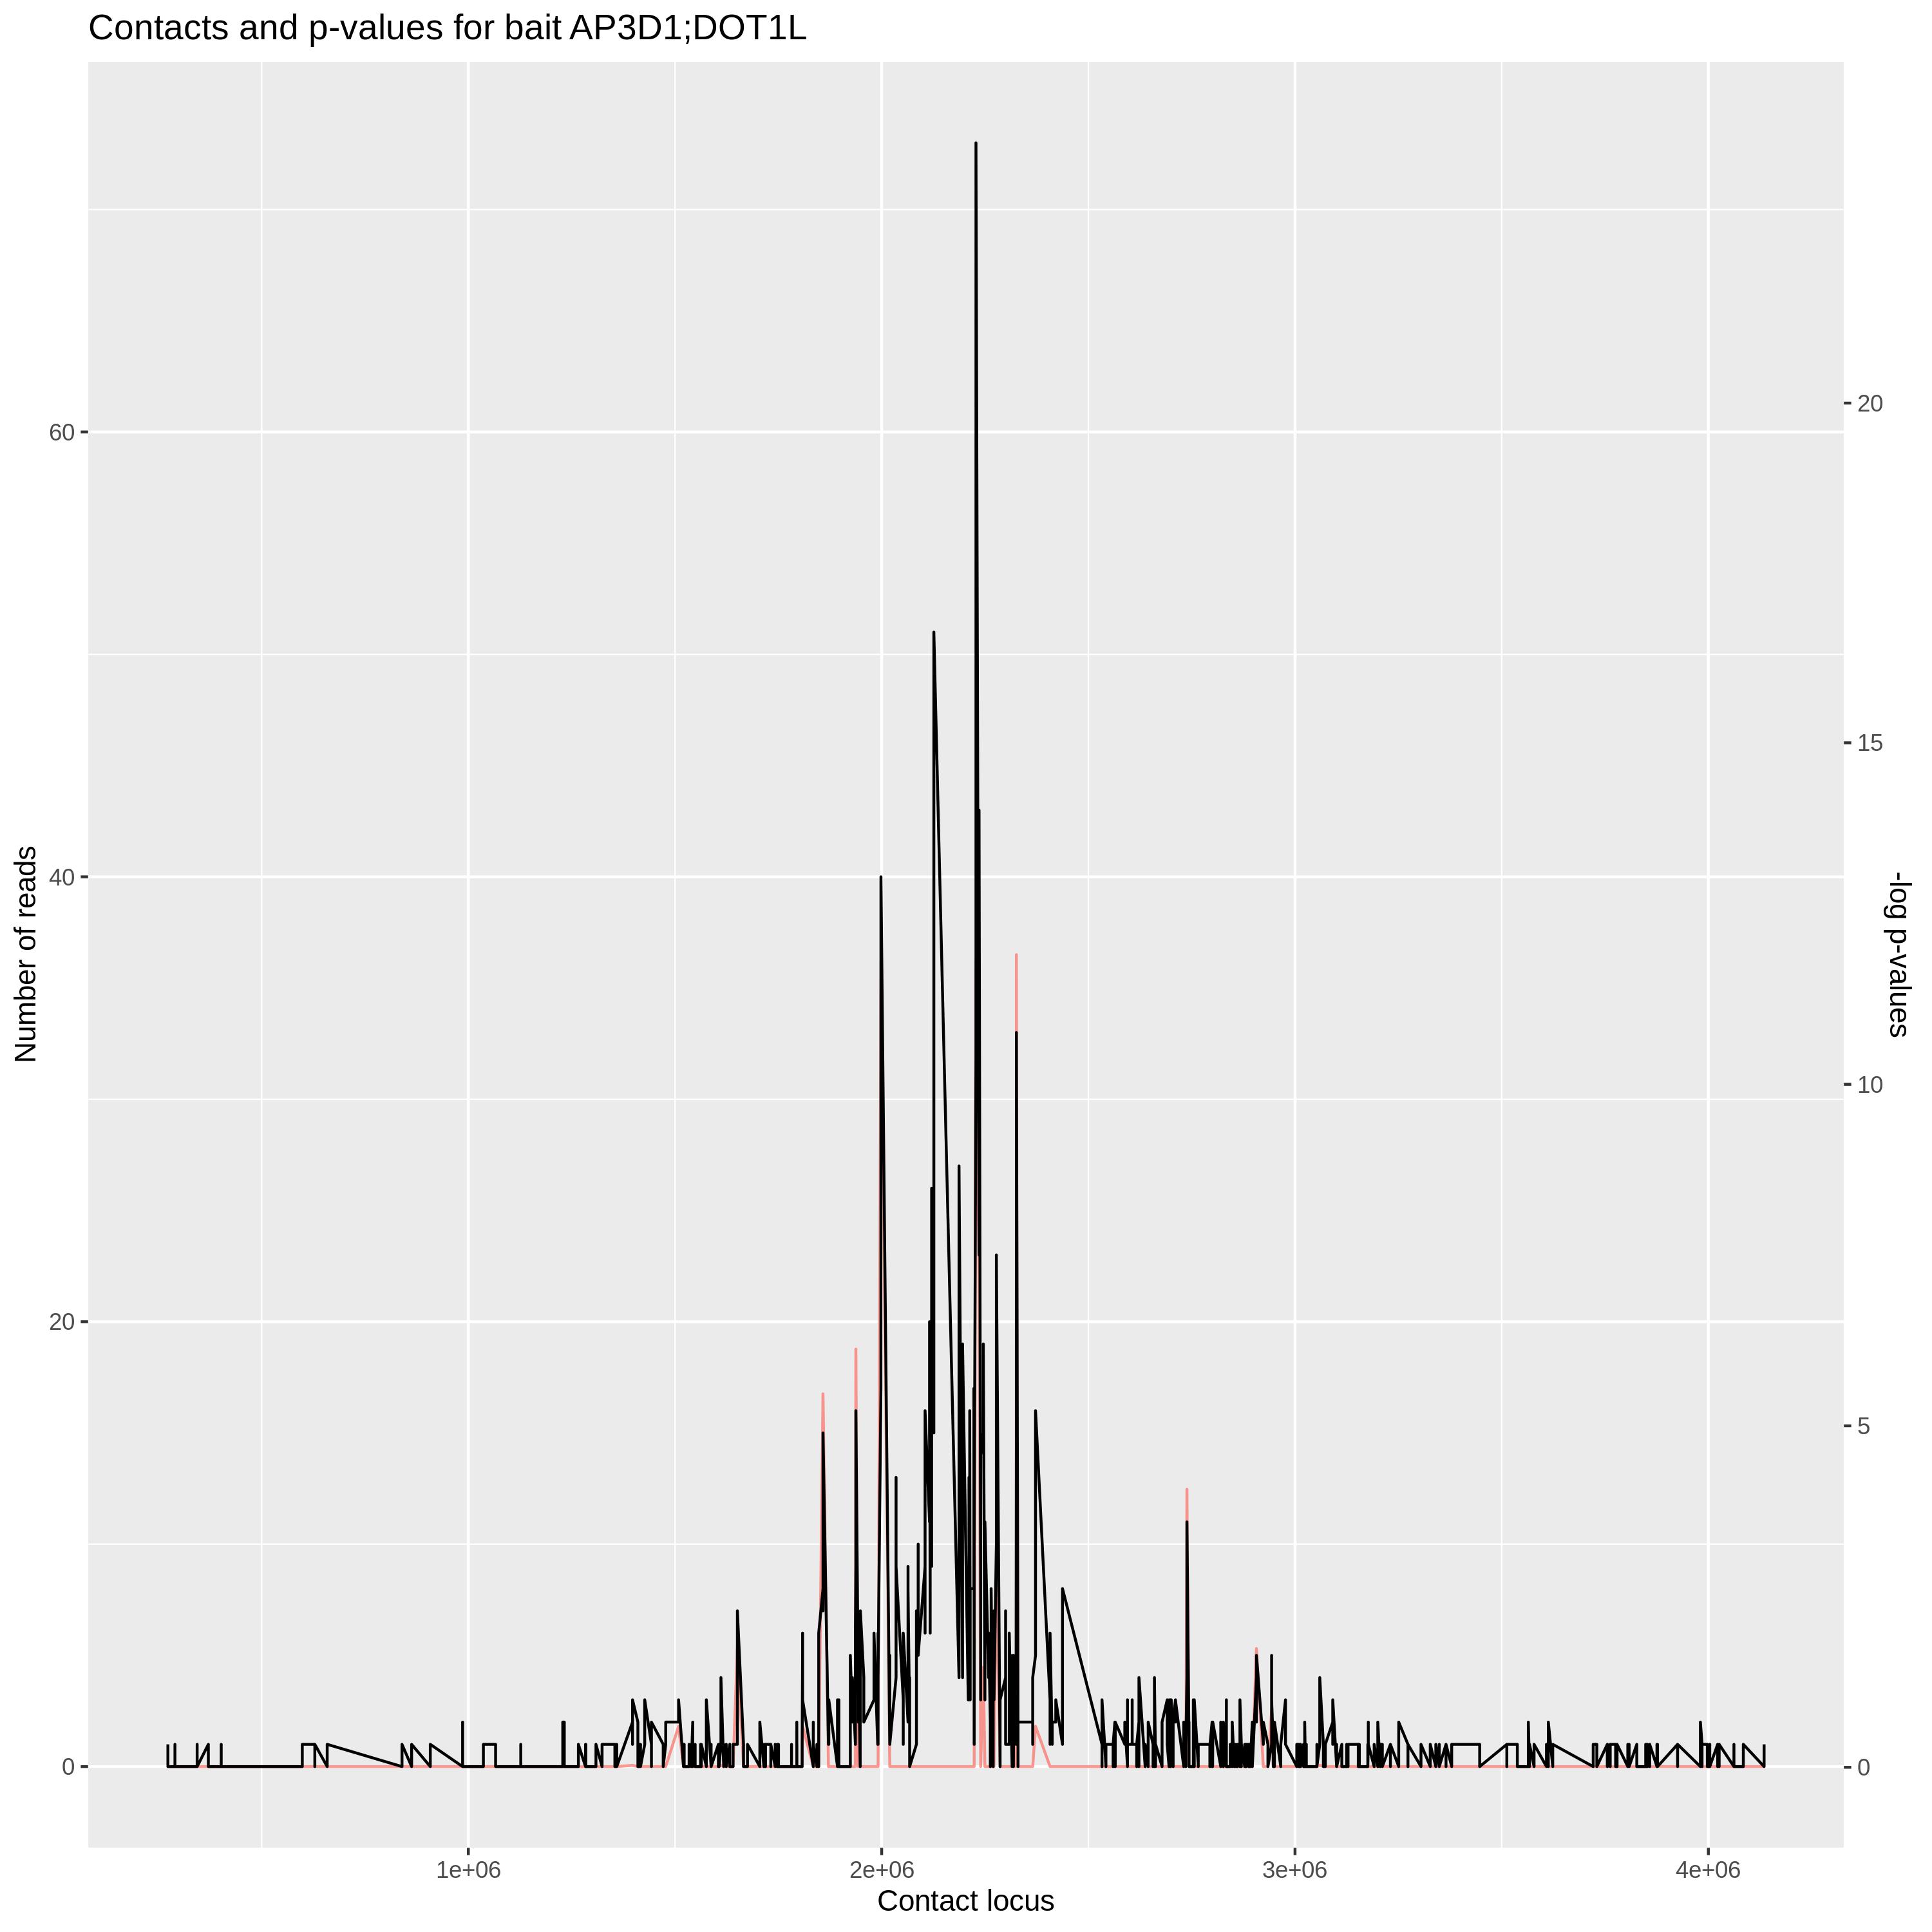 Contacts and p-values for bait AP3D1;DOT1L
60
40
20
0
Number of reads
20
15
10
5
0
-log p-values
1e+06
2e+06
3e+06
4e+06
Contact locus